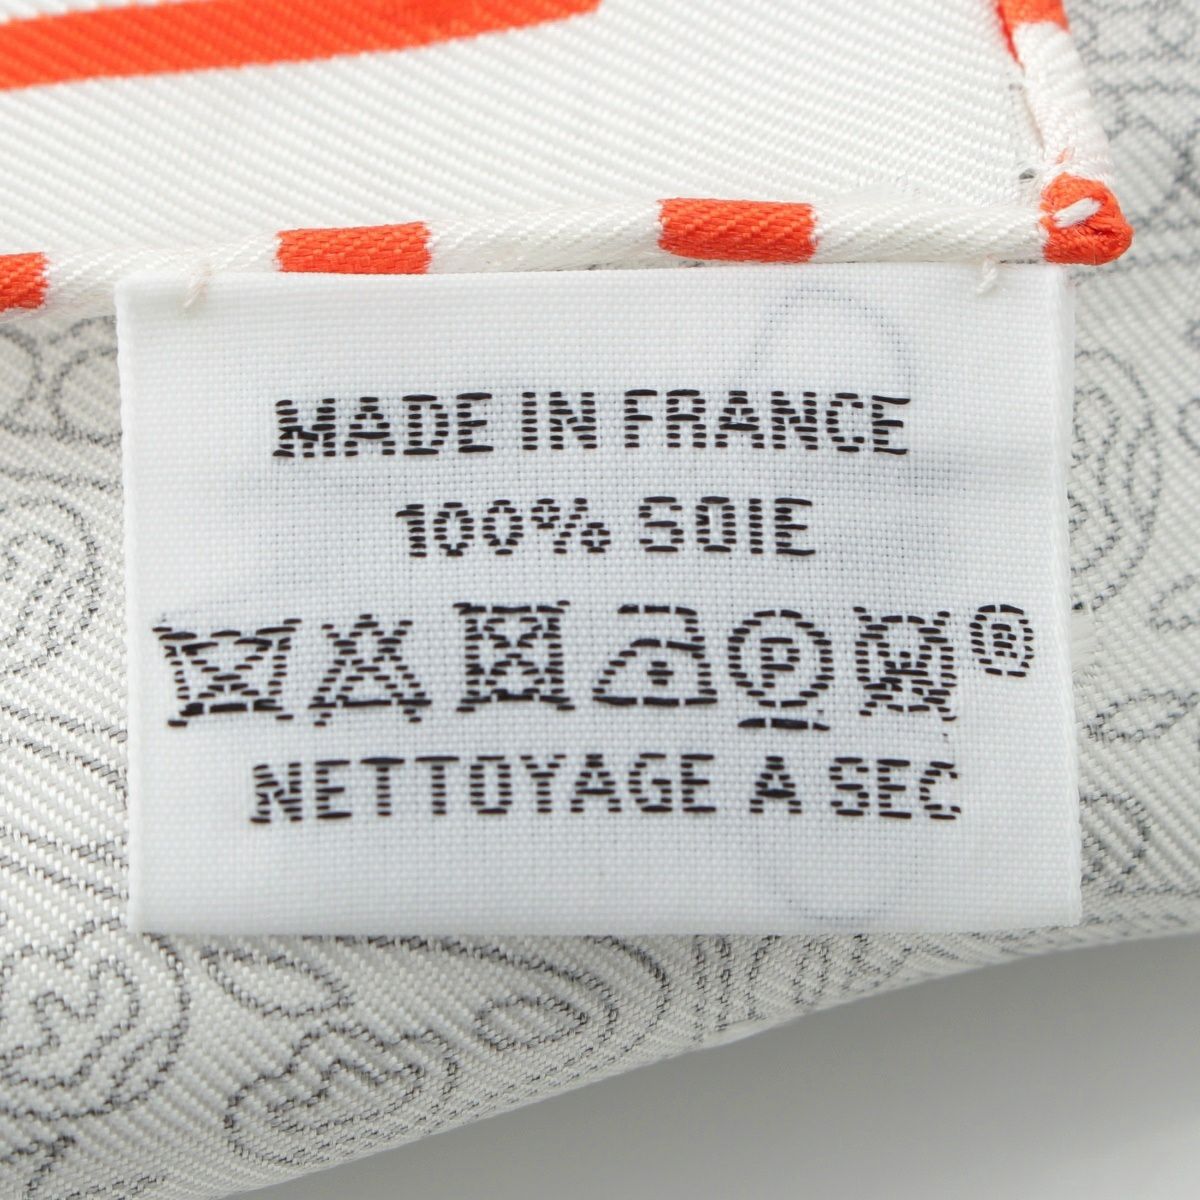 MADE IN FRANCE
100% SOIE
P ®
NETTOYAGE A SEC